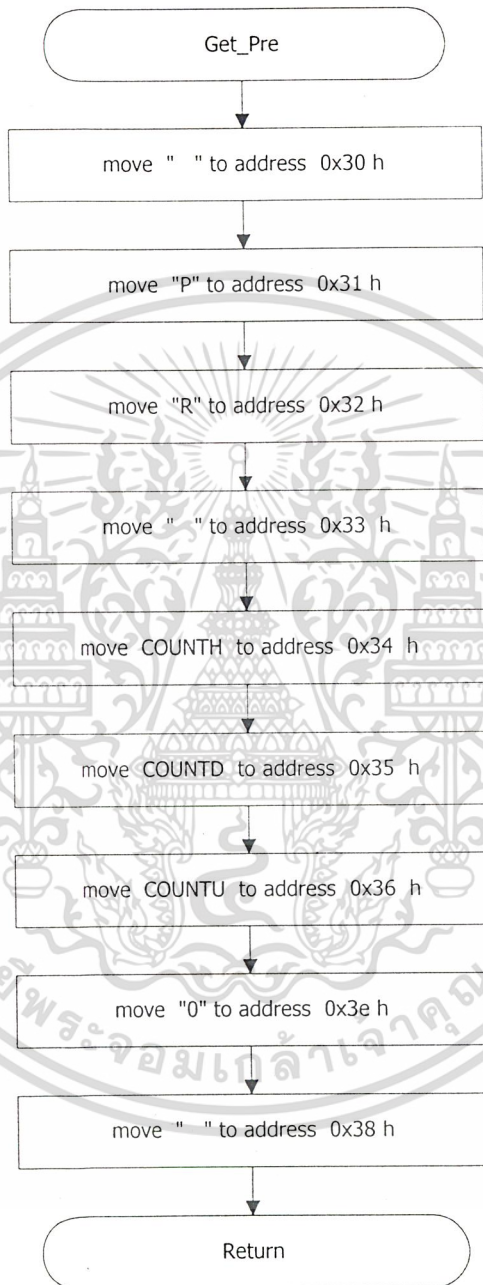 Get_Pre
move " " to address 0x30 h
move "P" to address 0x31 h
move "R" to address 0x32 h
move " " to address 0x33 h
move COUNTH to address 0x34 h
move COUNTD to address 0x35 h
move COUNTU to address 0x36 h
move "0" to address 0x3e h
move " " to address 0x38 h
Return